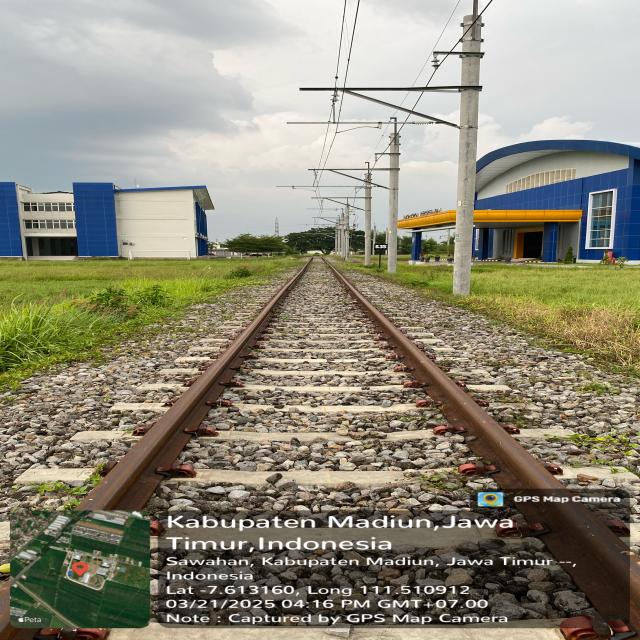 GPS Map Camera
Kabupaten Madiun,Jawa
Timur,Indonesia
Sawahan, Kabupaten Madiun, Jawa Timur---,
Indonesia
Lat -7.613160, Long 111.510912
03/21/2025 04:16 PM GMT+07.00
Note : Captured by GPS Map Camera
Peta